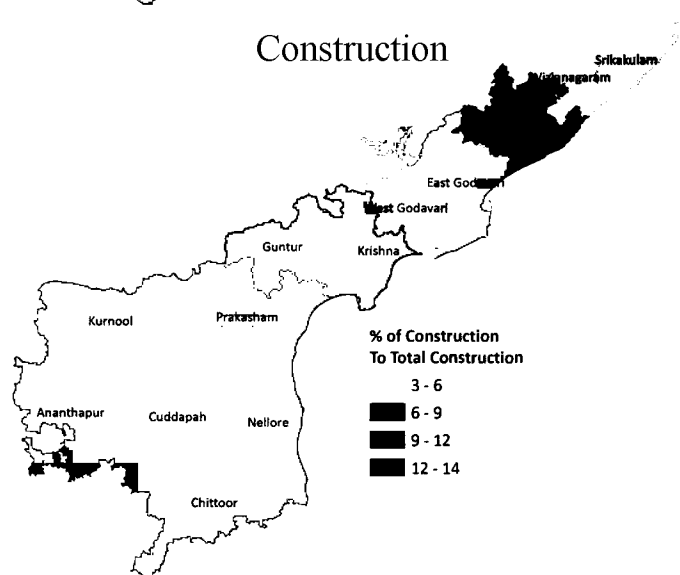 Construction
Srikakulam
Vizianagaram
East Godavari
West Godavari
Guntur
Krishna
Kurnool
Prakasham
% of Construction
To Total Construction
3 - 6
Ananthapur
Cuddapah
Nellore
6 - 9
9 - 12
12 - 14
Chittoor